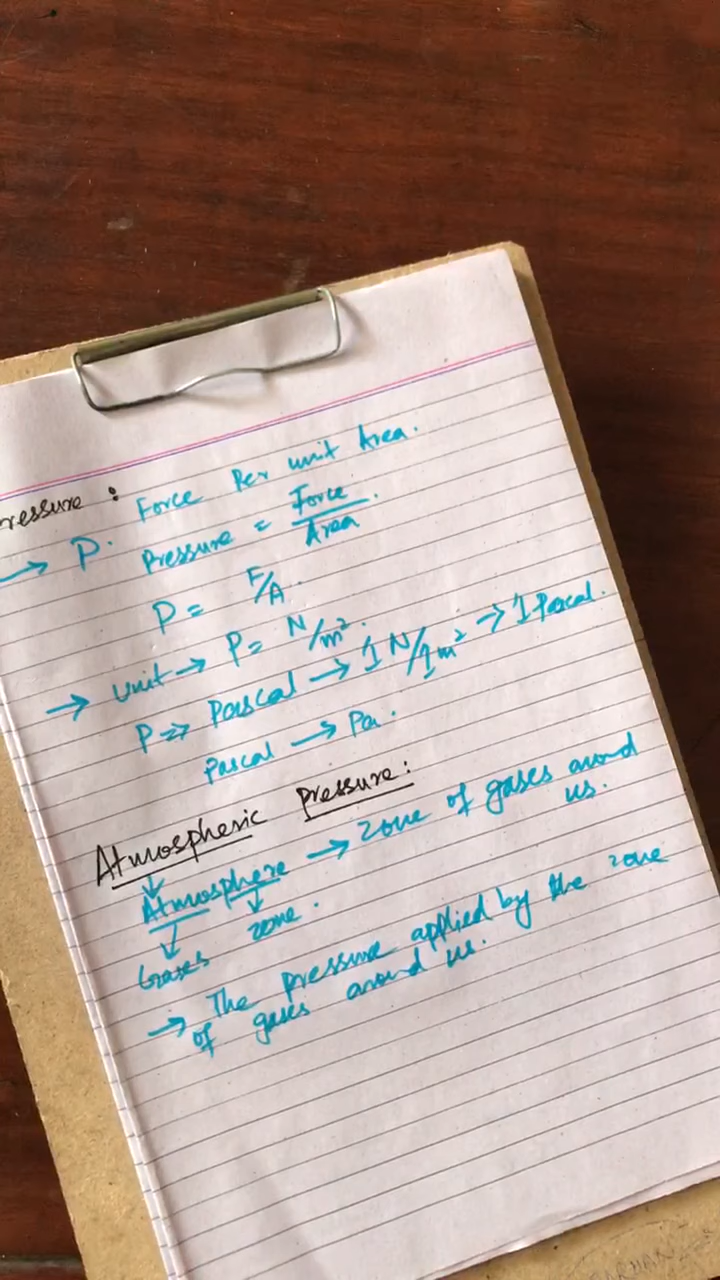 ressure :
Force Per unit Area.
→ P. Pressure = Force/Area.
P = F/A.
→ unit → P = N/m².
P ⇒ Pascal → 1 N/1 m² → 1 Pascal.
Pascal → Pa.
Atmospheric pressure:
Atmosphere → zone of gases around us.
Gases zone.
→ The pressure applied by the zone
of gases around us.